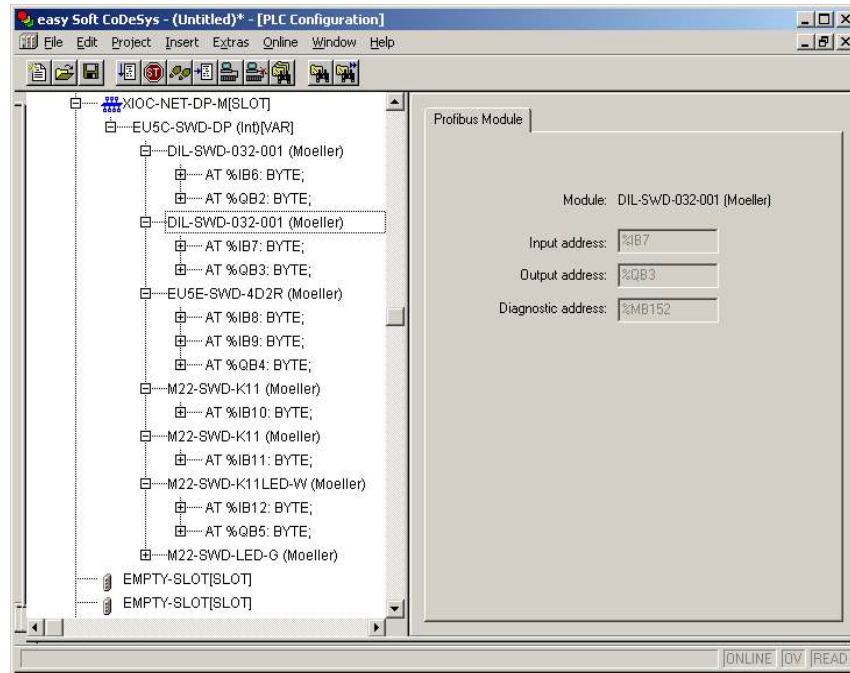 easy Soft CoDeSys - (Untitled)* - [PLC Configuration]
File Edit Project Insert Extras Online Window Help
XIOC-NET-DP-M[SLOT]
EU5C-SWD-DP (Int)[VAR]
DIL-SWD-032-001 (Moeller)
AT %IB6: BYTE;
AT %QB2: BYTE;
DIL-SWD-032-001 (Moeller)
AT %IB7: BYTE;
AT %QB3: BYTE;
EU5E-SWD-4D2R (Moeller)
AT %IB8: BYTE;
AT %IB9: BYTE;
AT %QB4: BYTE;
M22-SWD-K11 (Moeller)
AT %IB10: BYTE;
M22-SWD-K11 (Moeller)
AT %IB11: BYTE;
M22-SWD-K11LED-W (Moeller)
AT %IB12: BYTE;
AT %QB5: BYTE;
M22-SWD-LED-G (Moeller)
EMPTY-SLOT[SLOT]
EMPTY-SLOT[SLOT]
Profibus Module
Module: DIL-SWD-032-001 (Moeller)
Input address: %IB7
Output address: %QB3
Diagnostic address: %MB152
ONLINE OV READ